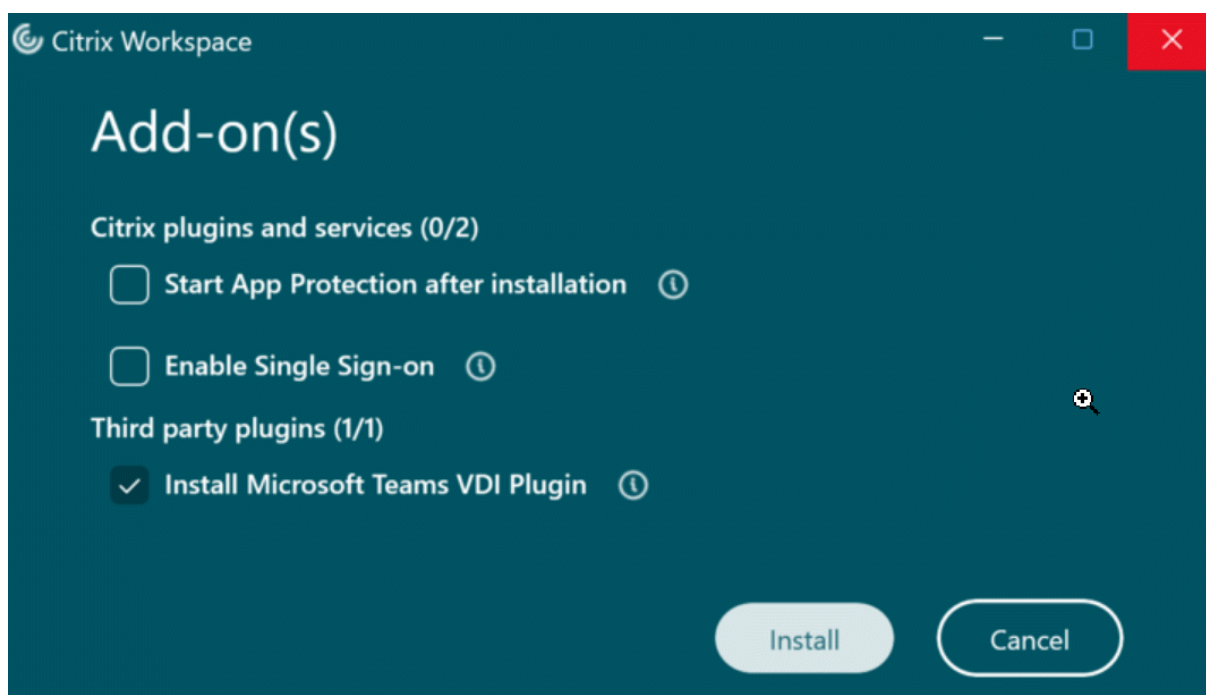 Citrix Workspace
Add-on(s)
Citrix plugins and services (0/2)
Start App Protection after installation
Enable Single Sign-on
Third party plugins (1/1)
Install Microsoft Teams VDI Plugin
Install Cancel